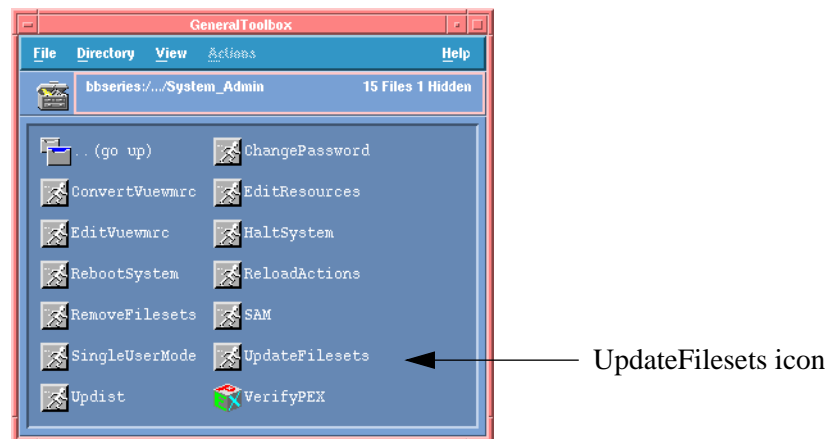 GeneralToolbox
File Directory View Actions Help
bbseries:/.../System_Admin 15 Files 1 Hidden
.. (go up) ChangePassword
ConvertVuewmrc EditResources
EditVuewmrc HaltSystem
RebootSystem ReloadActions
RemoveFilesets SAM
SingleUserMode UpdateFilesets
UpdateFilesets icon
Updist VerifyPEX